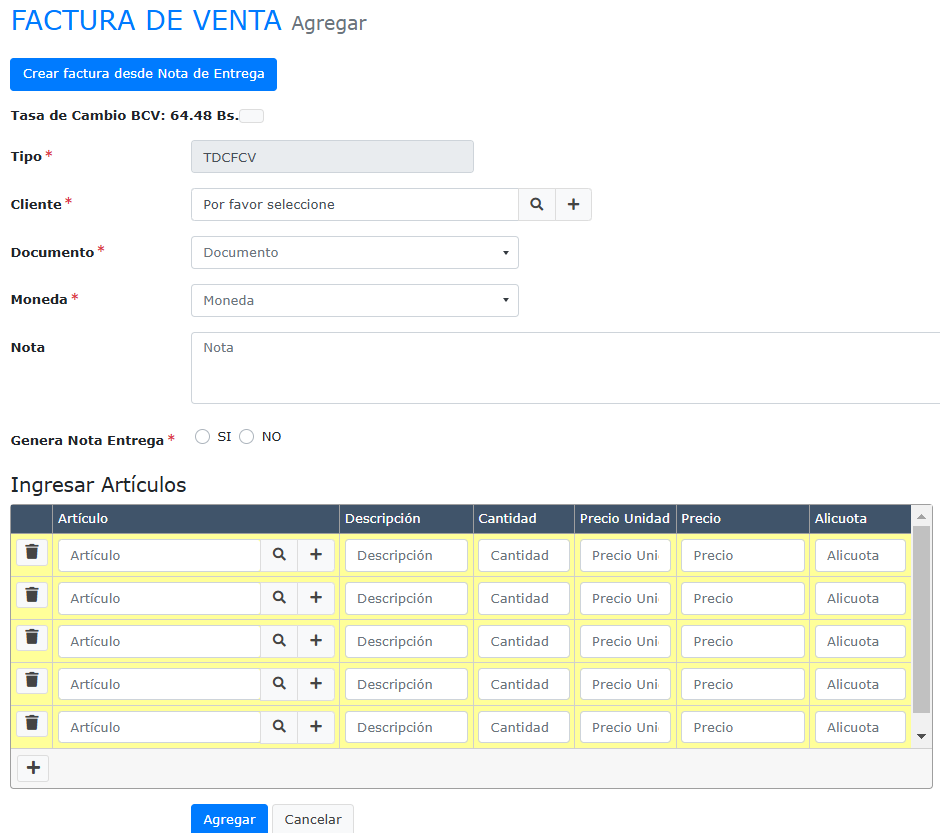 FACTURA DE VENTA Agregar
Crear factura desde Nota de Entrega
Tasa de Cambio BCV: 64.48 Bs.
Tipo * TDCFCV
Cliente * Por favor seleccione
Documento * Documento
Moneda * Moneda
Nota Nota
Genera Nota Entrega * SI NO
Ingresar Artículos
Artículo Descripción Cantidad Precio Unidad Precio Alicuota
Artículo Descripción Cantidad Precio Uni Precio Alicuota
Artículo Descripción Cantidad Precio Uni Precio Alicuota
Artículo Descripción Cantidad Precio Uni Precio Alicuota
Artículo Descripción Cantidad Precio Uni Precio Alicuota
Artículo Descripción Cantidad Precio Uni Precio Alicuota
Agregar Cancelar